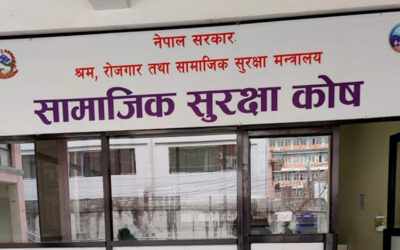 नेपाल सरकार
श्रम, रोजगार तथा सामाजिक सुरक्षा मन्त्रालय
सामाजिक सुरक्षा कोष